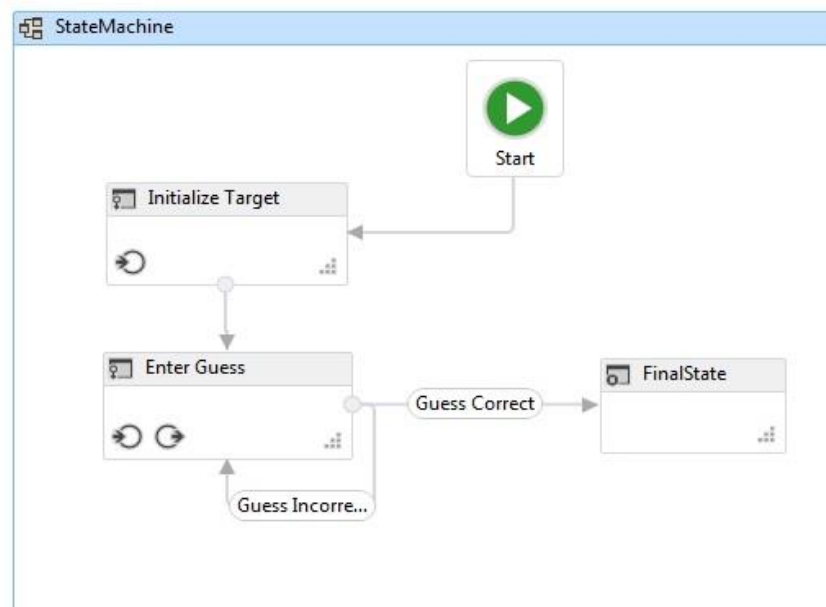 StateMachine
Start
Initialize Target
Enter Guess
Guess Correct
FinalState
Guess Incorre...